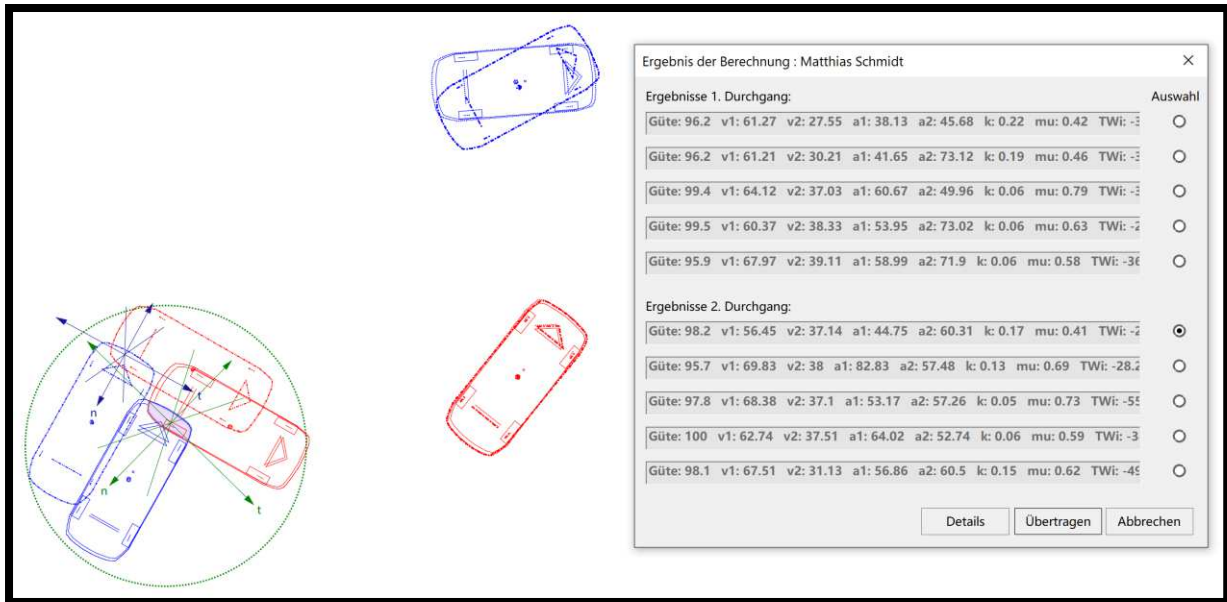 Ergebnis der Berechnung : Matthias Schmidt
Ergebnisse 1. Durchgang:
Auswahl
Güte: 96.2 v1: 61.27 v2: 27.55 a1: 38.13 a2: 45.68 k: 0.22 mu: 0.42 TWi: -3
Güte: 96.2 v1: 61.21 v2: 30.21 a1: 41.65 a2: 73.12 k: 0.19 mu: 0.46 TWi: -3
Güte: 99.4 v1: 64.12 v2: 37.03 a1: 60.67 a2: 49.96 k: 0.06 mu: 0.79 TWi: -3
Güte: 99.5 v1: 60.37 v2: 38.33 a1: 53.95 a2: 73.02 k: 0.06 mu: 0.63 TWi: -2
Güte: 95.9 v1: 67.97 v2: 39.11 a1: 58.99 a2: 71.9 k: 0.06 mu: 0.58 TWi: -36
Ergebnisse 2. Durchgang:
Güte: 98.2 v1: 56.45 v2: 37.14 a1: 44.75 a2: 60.31 k: 0.17 mu: 0.41 TWi: -2
Güte: 95.7 v1: 69.83 v2: 38 a1: 82.83 a2: 57.48 k: 0.13 mu: 0.69 TWi: -28.2
Güte: 97.8 v1: 68.38 v2: 37.1 a1: 53.17 a2: 57.26 k: 0.05 mu: 0.73 TWi: -55
Güte: 100 v1: 62.74 v2: 37.51 a1: 64.02 a2: 52.74 k: 0.06 mu: 0.59 TWi: -3
Güte: 98.1 v1: 67.51 v2: 31.13 a1: 56.86 a2: 60.5 k: 0.15 mu: 0.62 TWi: -49
Details
Übertragen
Abbrechen
t
n
n
t